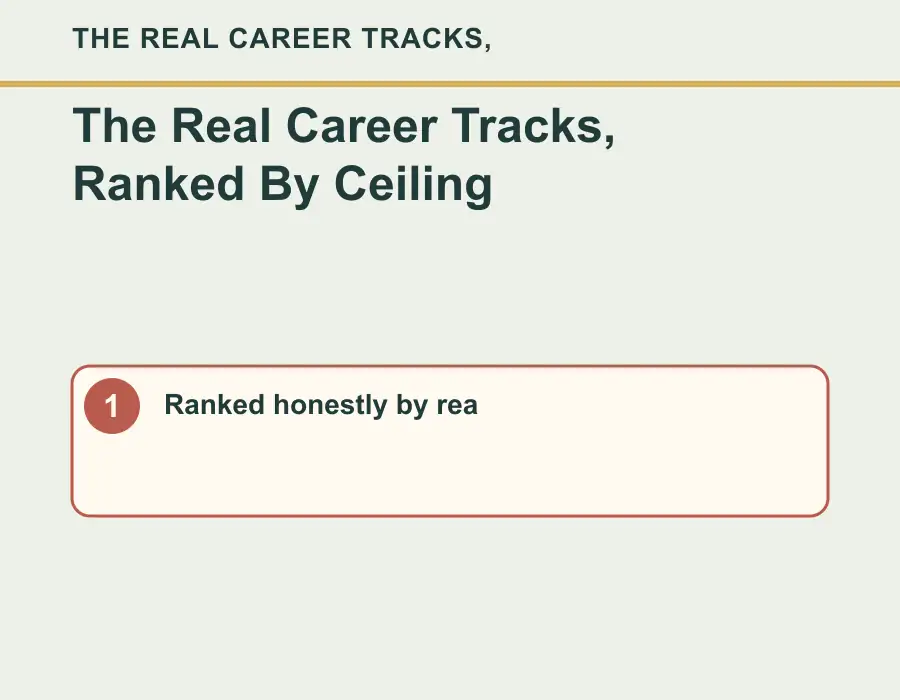 THE REAL CAREER TRACKS,
The Real Career Tracks,
Ranked By Ceiling
1
Ranked honestly by rea